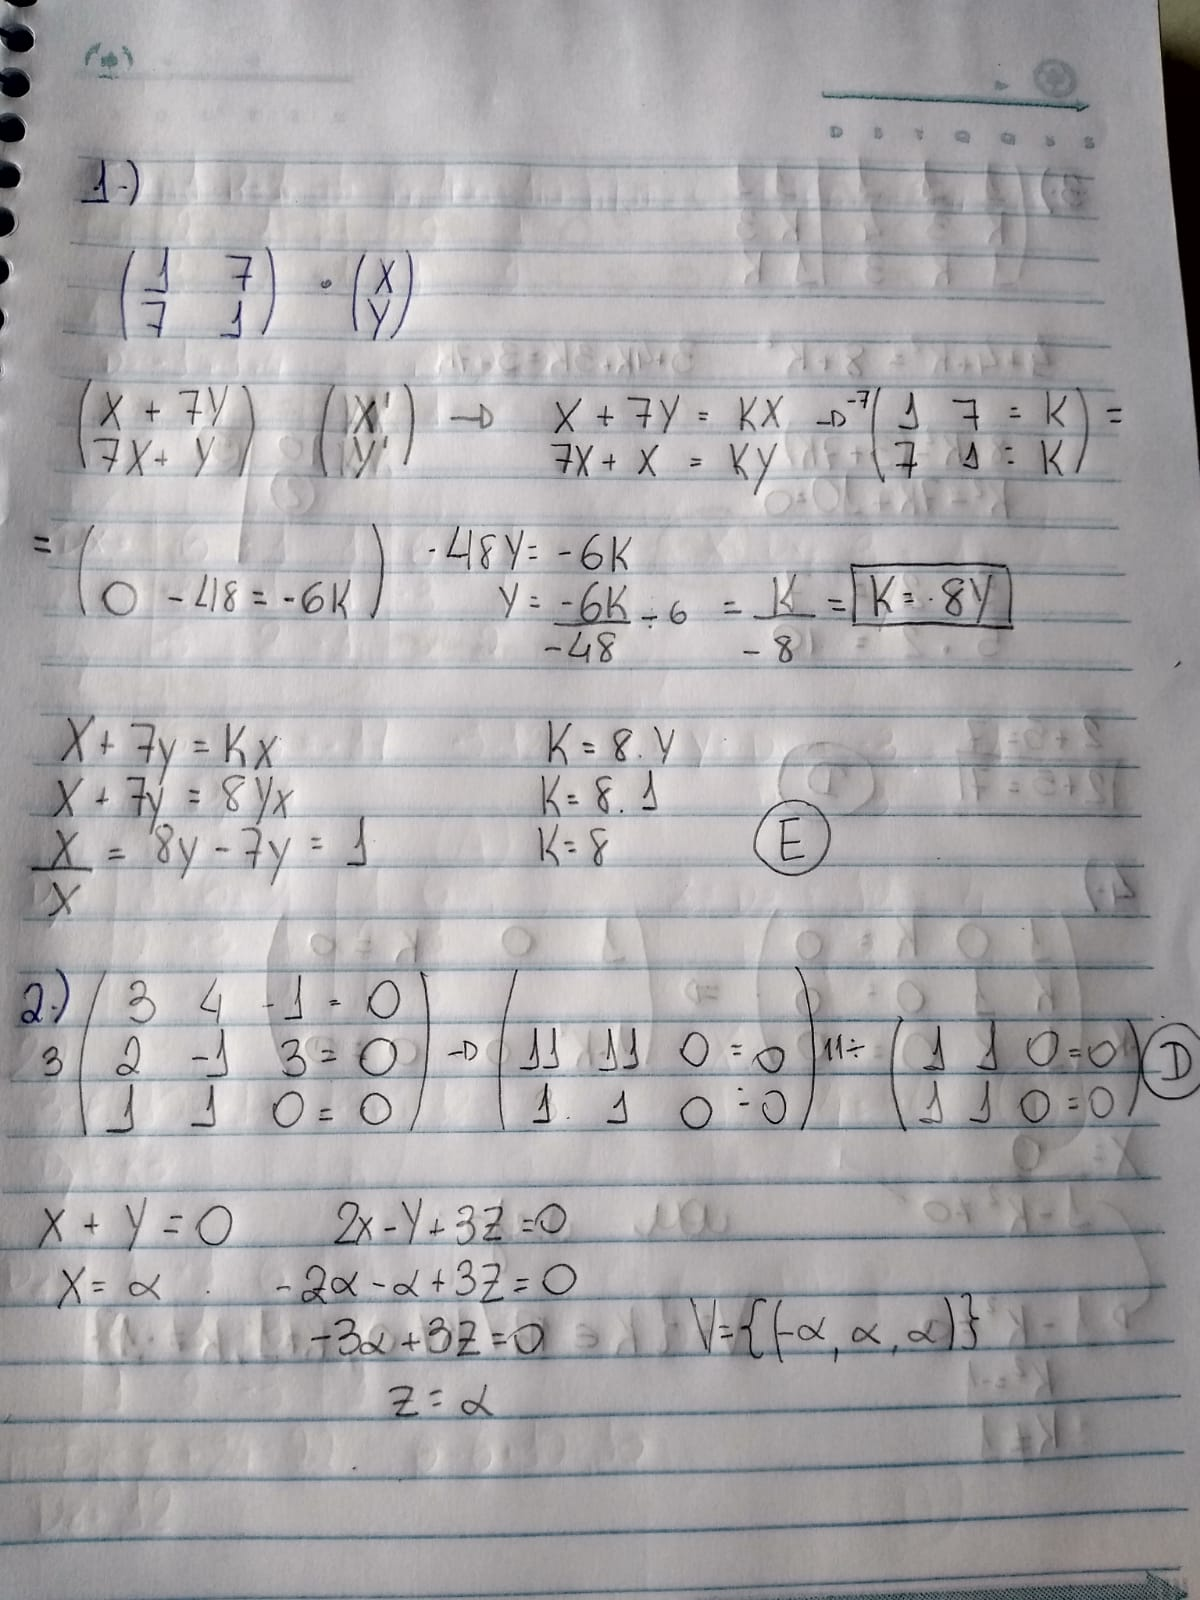 1.)
(1 7) . (X)
(7 1) (Y)
(X + 7Y) (X') → X + 7Y = KX → -7(1 7 = K) =
(7X + Y) (Y') 7X + X = KY (7 1 = K)
= (0 -48 = -6K) -48Y = -6K
Y = -6K/-48 ÷ 6 = K/-8 = K = -8Y
X + 7y = Kx K = 8.Y
X + 7y = 8Yx K = 8.1
X/X = 8y - 7y = 1 K = 8 E
2.) (3 4 -1 = 0) → ( ) 11÷
3 (2 -1 3 = 0) → (11 11 0 = 0) 11÷ (1 1 0 = 0) D
(1 1 0 = 0) (1. 1 0 = 0) (1 1 0 = 0)
X + Y = 0 2x - Y + 3Z = 0
X = α . -2α - α + 3Z = 0
-3α + 3Z = 0 V = {(-α, α, α)}
Z = α